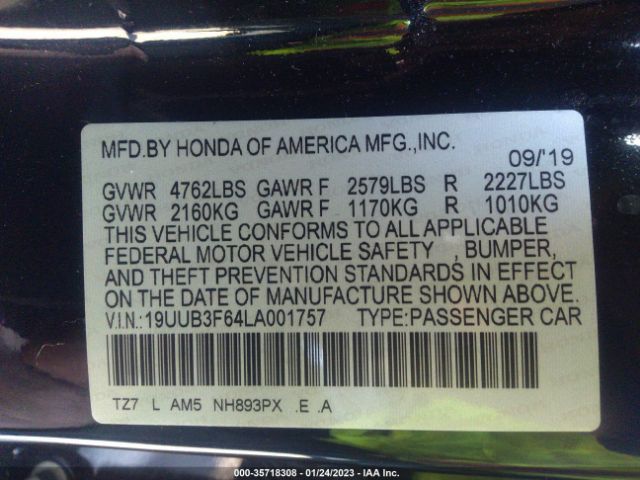 MFD.BY HONDA OF AMERICA MFG.,INC.
09/'19
GVWR 4762LBS GAWR F 2579LBS R 2227LBS
GVWR 2160KG GAWR F 1170KG R 1010KG
THIS VEHICLE CONFORMS TO ALL APPLICABLE
FEDERAL MOTOR VEHICLE SAFETY , BUMPER,
AND THEFT PREVENTION STANDARDS IN EFFECT
ON THE DATE OF MANUFACTURE SHOWN ABOVE.
V.I.N.:19UUB3F64LA001757 TYPE:PASSENGER CAR
TZ7 L AM5 NH893PX .E .A
000-35718308 - 01/24/2023 - IAA Inc.